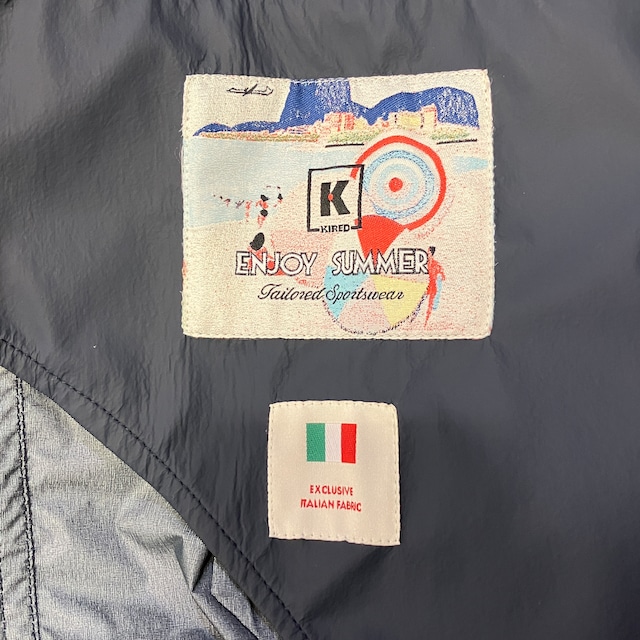 K
KIRED
ENJOY SUMMER
Tailored Sportswear
EXCLUSIVE
ITALIAN FABRIC